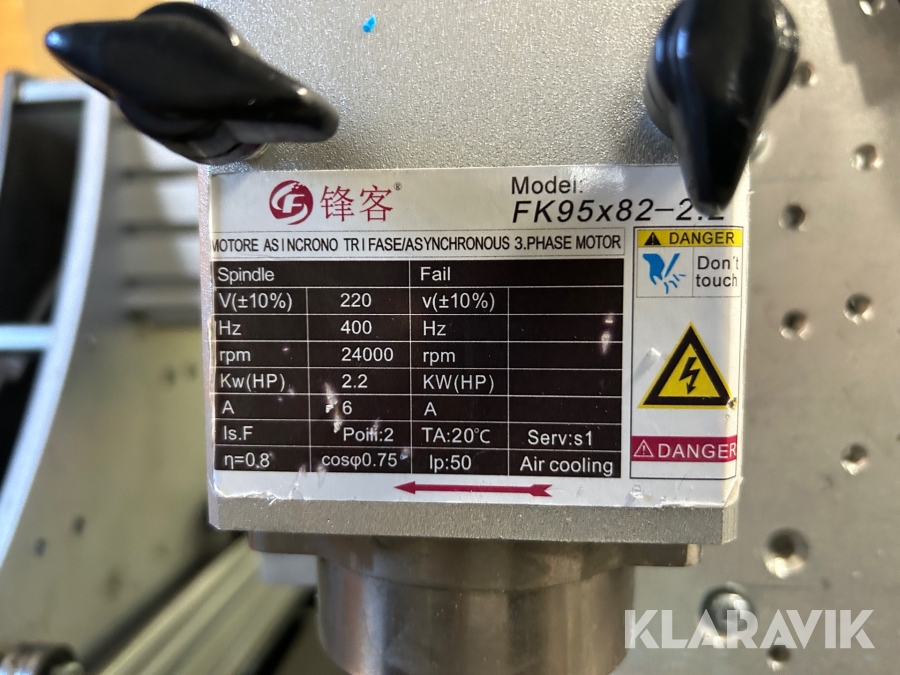 锋客®
Model:
FK95x82-2.2
MOTORE ASINCRONO TRIFASE/ASYNCHRONOUS 3.PHASE MOTOR
DANGER
Don't
touch
Spindle Fail
V(±10%) 220 v(±10%)
Hz 400 Hz
rpm 24000 rpm
Kw(HP) 2.2 KW(HP)
A 6 A
Is.F TA:20℃ Serv:s1
η=0.8 cosφ0.75 Ip:50 Air cooling
DANGER
KLARAVIK